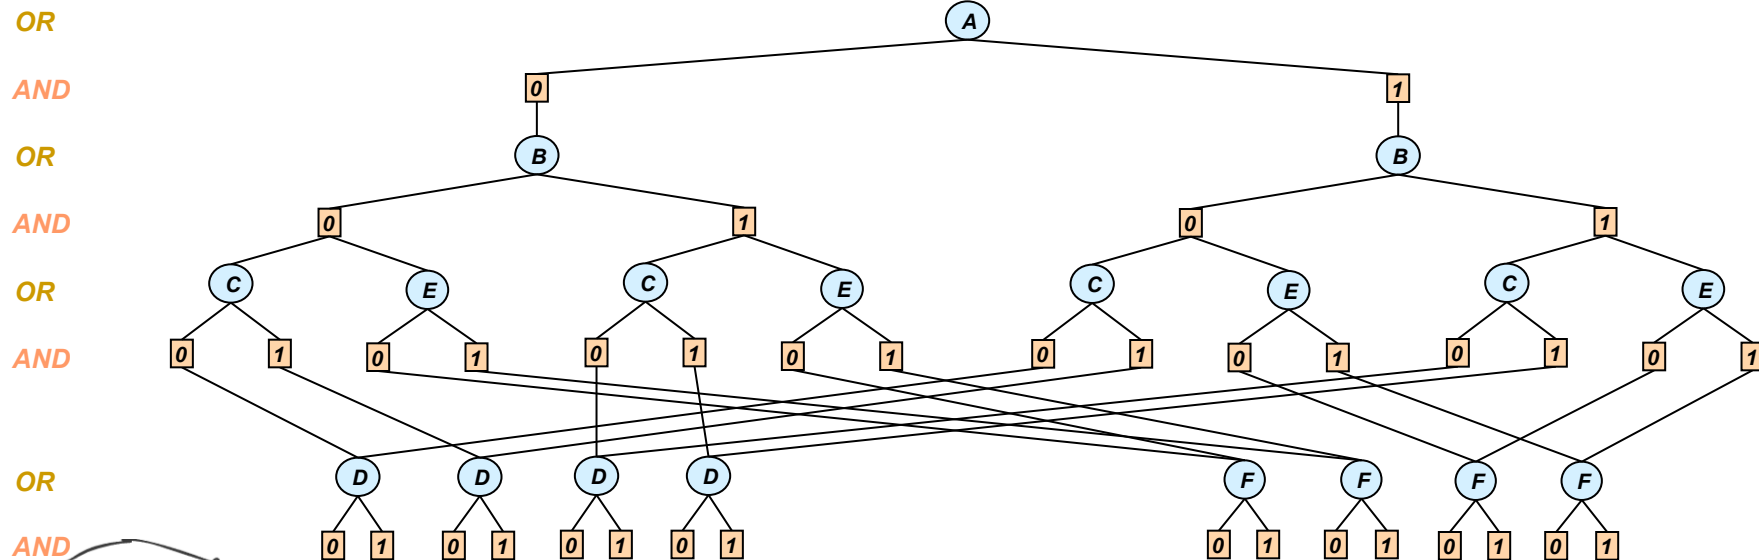 OR A
AND 0 1
OR B B
AND 0 1 0 1
OR C E C E C E C E
AND 0 1 0 1 0 1 0 1 0 1 0 1 0 1 0 1
OR D D D D F F F F
AND 0 1 0 1 0 1 0 1 0 1 0 1 0 1 0 1